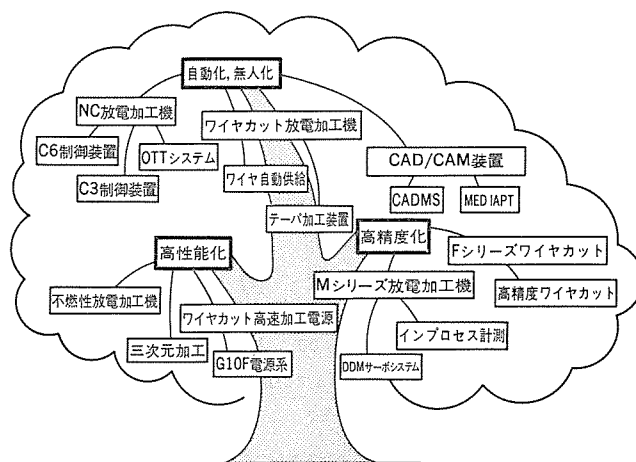 自動化, 無人化
NC放電加工機
ワイヤカット放電加工機
C6制御装置
OTTシステム
C3制御装置
ワイヤ自動供給
CAD/CAM装置
CADMS
MEDIAPT
テーパ加工装置
高性能化
高精度化
Fシリーズワイヤカット
不燃性放電加工機
Mシリーズ放電加工機
高精度ワイヤカット
ワイヤカット高速加工電源
三次元加工
G10F電源系
インプロセス計測
DDMサーボシステム